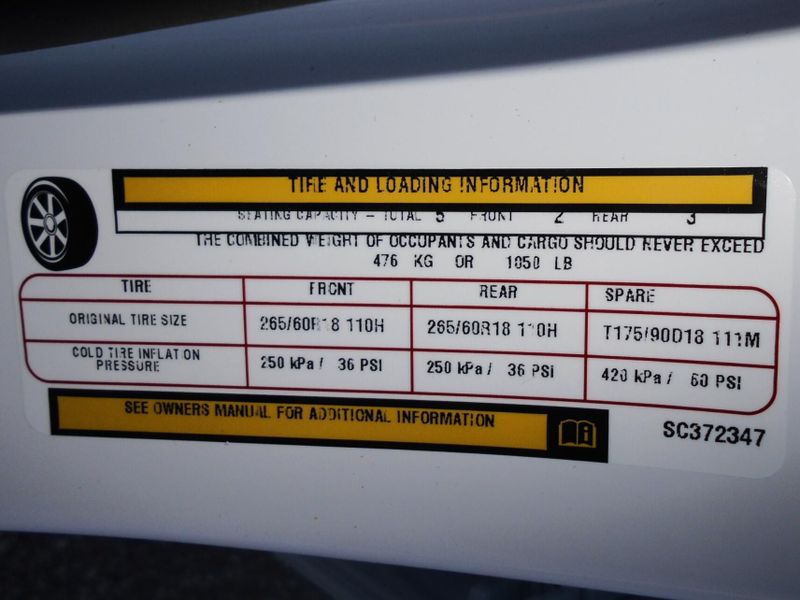 TIRE AND LOADING INFORMATION
SEATING CAPACITY – TOTAL 5 FRONT 2 REAR 3
THE COMBINED WEIGHT OF OCCUPANTS AND CARGO SHOULD NEVER EXCEED
476 KG OR 1050 LB
TIRE FRONT REAR SPARE
ORIGINAL TIRE SIZE 265/60R18 110H 265/60R18 110H T175/90D18 111M
COLD TIRE INFLATION
PRESSURE 250 kPa / 36 PSI 250 kPa / 36 PSI 420 kPa / 60 PSI
SEE OWNERS MANUAL FOR ADDITIONAL INFORMATION
SC372347